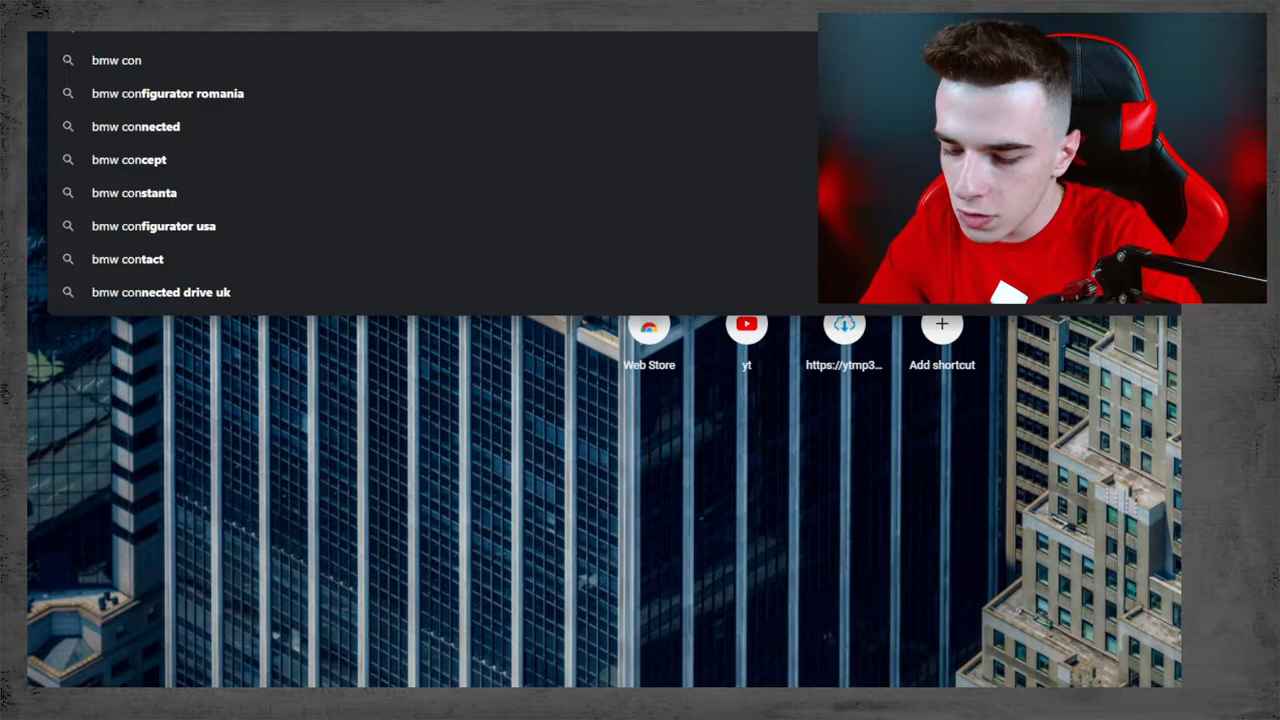 bmw con
bmw configurator romania
bmw connected
bmw concept
bmw constanta
bmw configurator usa
bmw contact
bmw connected drive uk
Web Store
yt
https://ytmp3...
Add shortcut